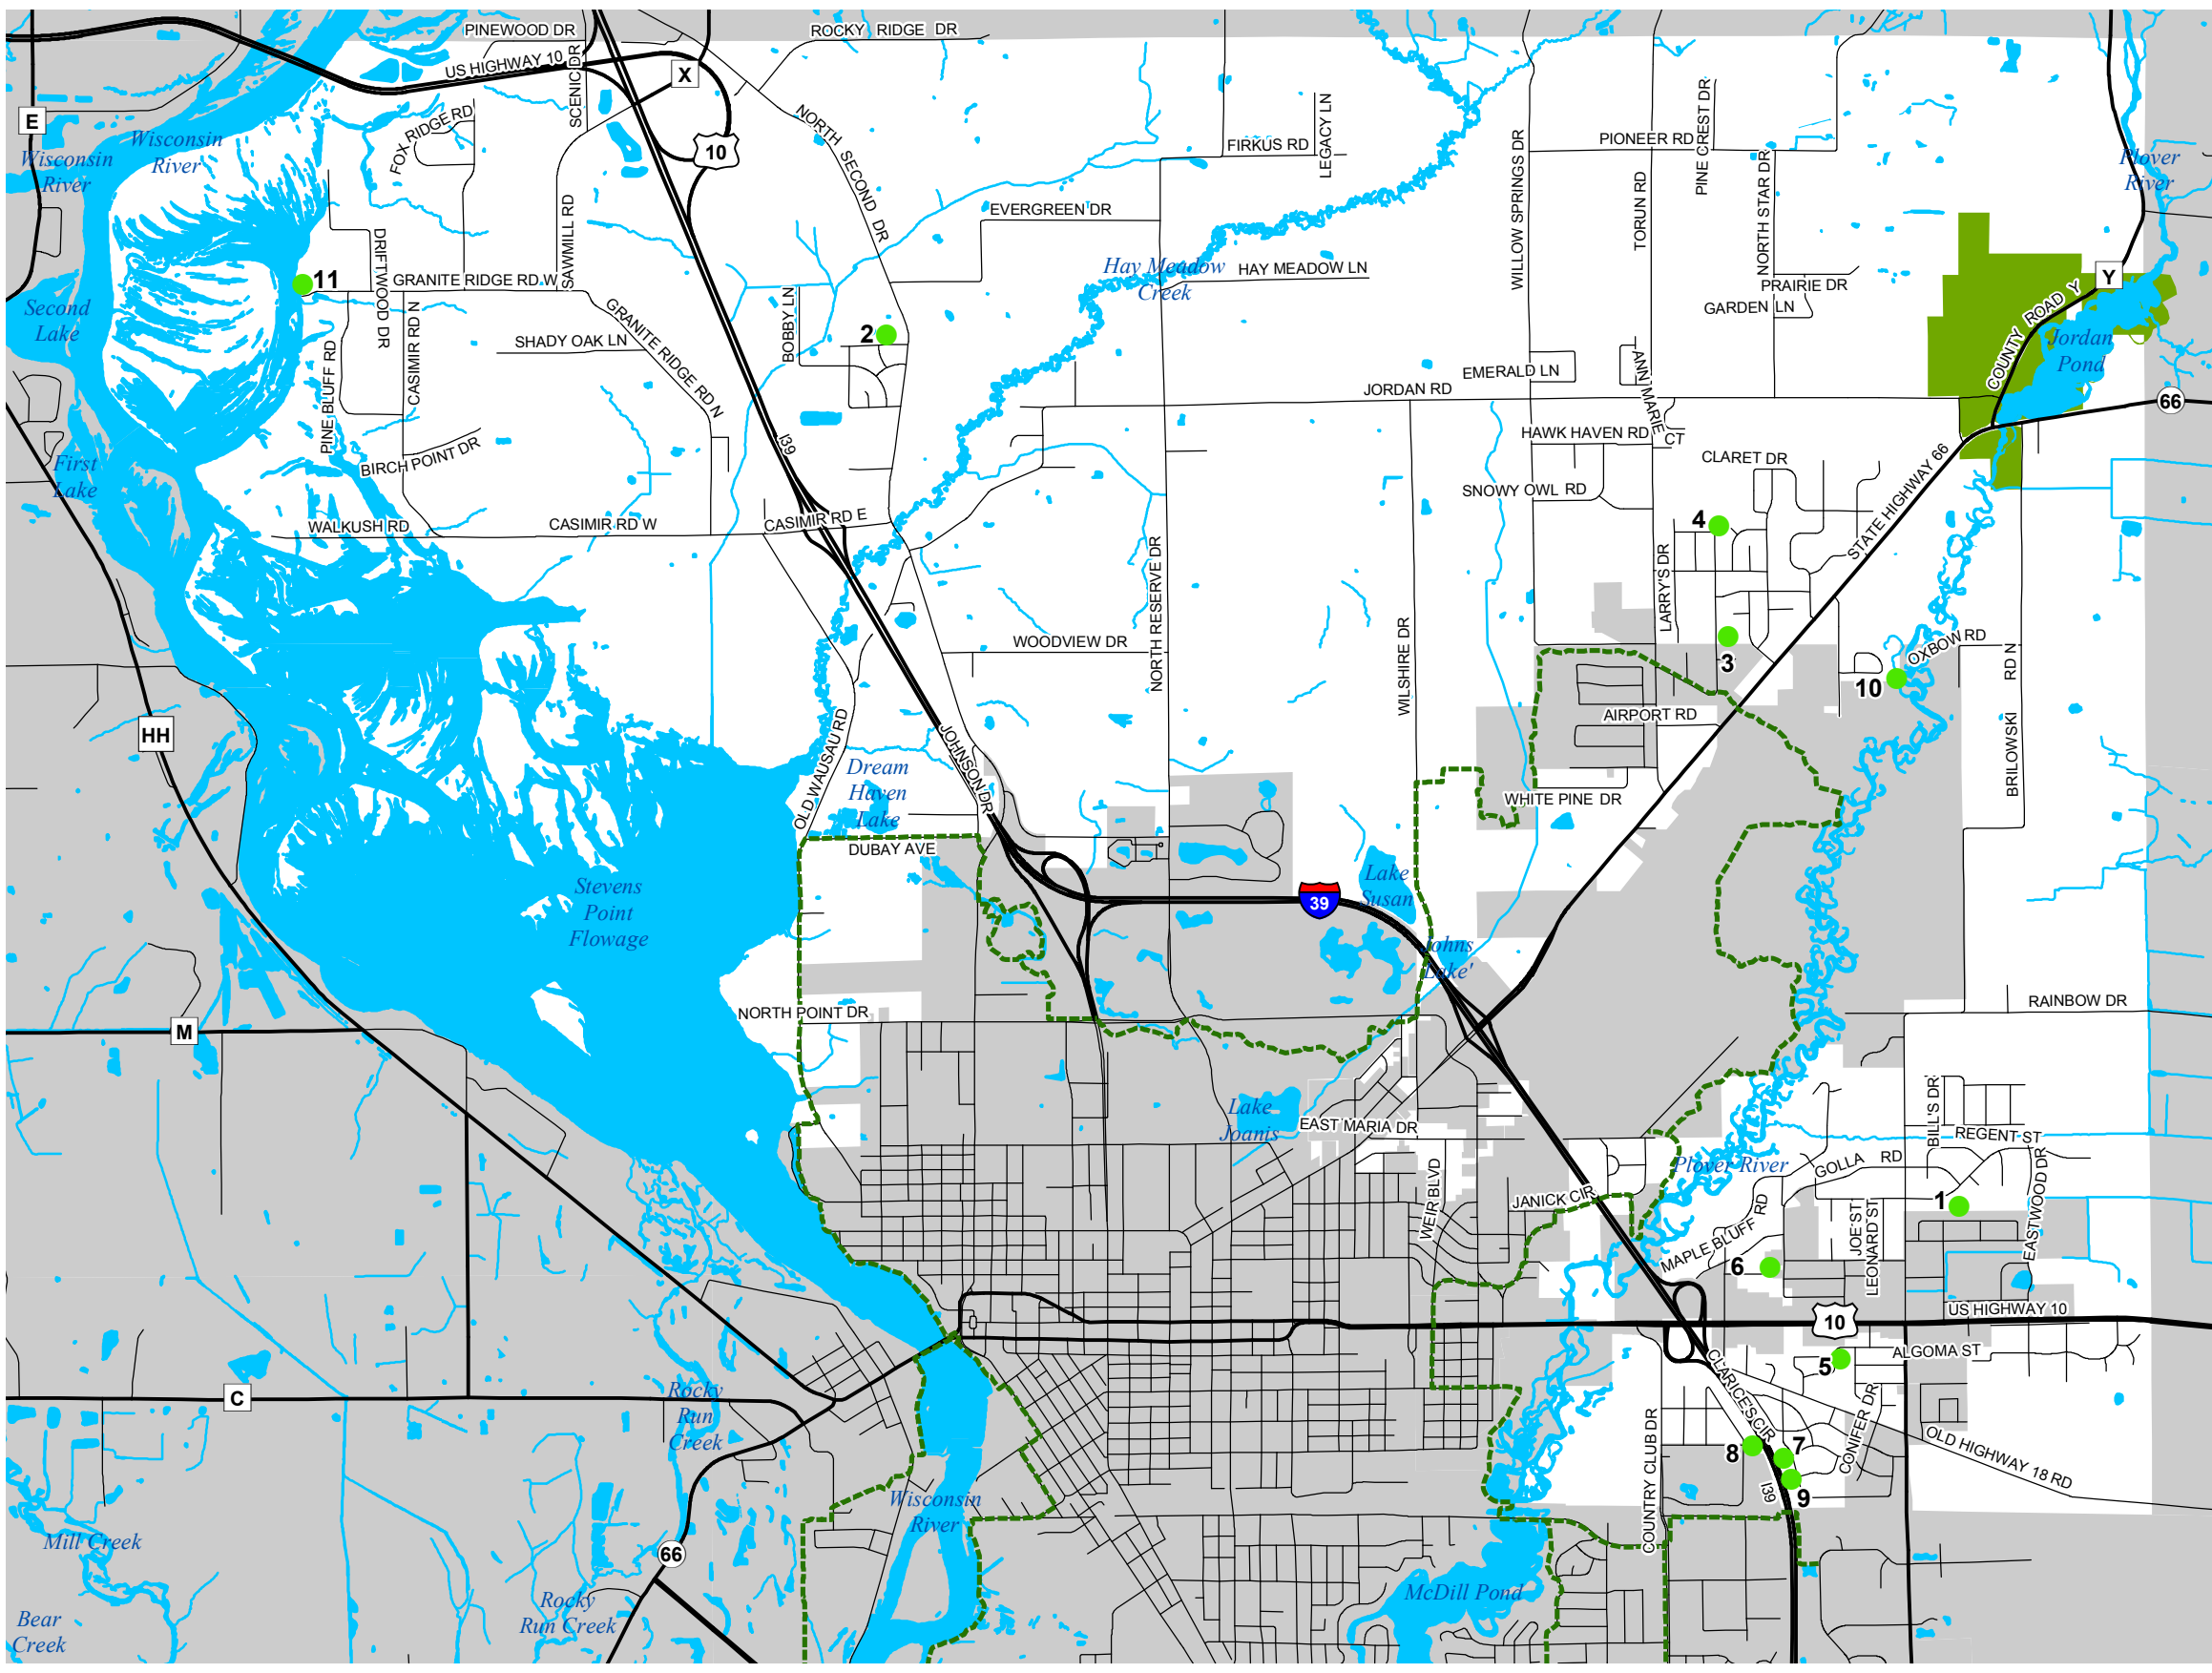 PINEWOOD DR
ROCKY RIDGE DR
US HIGHWAY 10
SCENIC DR
X
E
10
NORTH SECOND DR
FOX RIDGE RD
Wisconsin
River
Wisconsin
River
FIRKUS RD
LEGACY LN
WILLOW SPRINGS DR
PIONEER RD
PINE CREST DR
Plover
River
TORUN RD
NORTH STAR DR
EVERGREEN DR
DRIFTWOOD DR
SAWMILL RD
11
GRANITE RIDGE RD W
Hay Meadow
Creek
HAY MEADOW LN
PRAIRIE DR
GARDEN LN
Y
COUNTY ROAD Y
Second
Lake
CASIMIR RD N
GRANITE RIDGE RD N
BOBBY LN
2
SHADY OAK LN
PINE BLUFF RD
Jordan
Pond
EMERALD LN
ANN MARIE
CT
JORDAN RD
66
I39
HAWK HAVEN RD
BIRCH POINT DR
First
Lake
CLARET DR
SNOWY OWL RD
STATE HIGHWAY 66
WALKUSH RD
CASIMIR RD W
CASIMIR RD E
4
LARRY'S DR
NORTH RESERVE DR
WOODVIEW DR
WILSHIRE DR
3
OXBOW RD
10
BRILOWSKI
RD N
HH
OLD WAUSAU RD
JOHNSON DR
AIRPORT RD
Dream
Haven
Lake
WHITE PINE DR
DUBAY AVE
Stevens
Point
Flowage
39
Lake
Susan
Johns
Lake'
M
NORTH POINT DR
RAINBOW DR
Lake
Joanis
EAST MARIA DR
BILL'S DR
REGENT ST
Plover River
GOLLA RD
WEIR BLVD
JANICK CIR
MAPLE BLUFF RD
JOE ST
LEONARD ST
1
EASTWOOD DR
6
US HIGHWAY 10
10
5
ALGOMA ST
CLARICES CIR
C
Rocky
Run
Creek
COUNTRY CLUB DR
CONIFER DR
OLD HIGHWAY 18 RD
8
7
9
I39
Wisconsin
River
Mill Creek
66
Rocky
Run Creek
McDill Pond
Bear
Creek